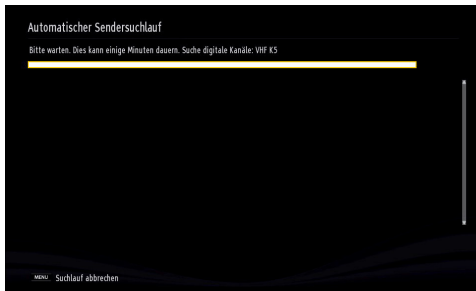 Automatischer Sendersuchlauf
Bitte warten. Dies kann einige Minuten dauern. Suche digitale Kanäle: VHF K5
MENU Suchlauf abbrechen